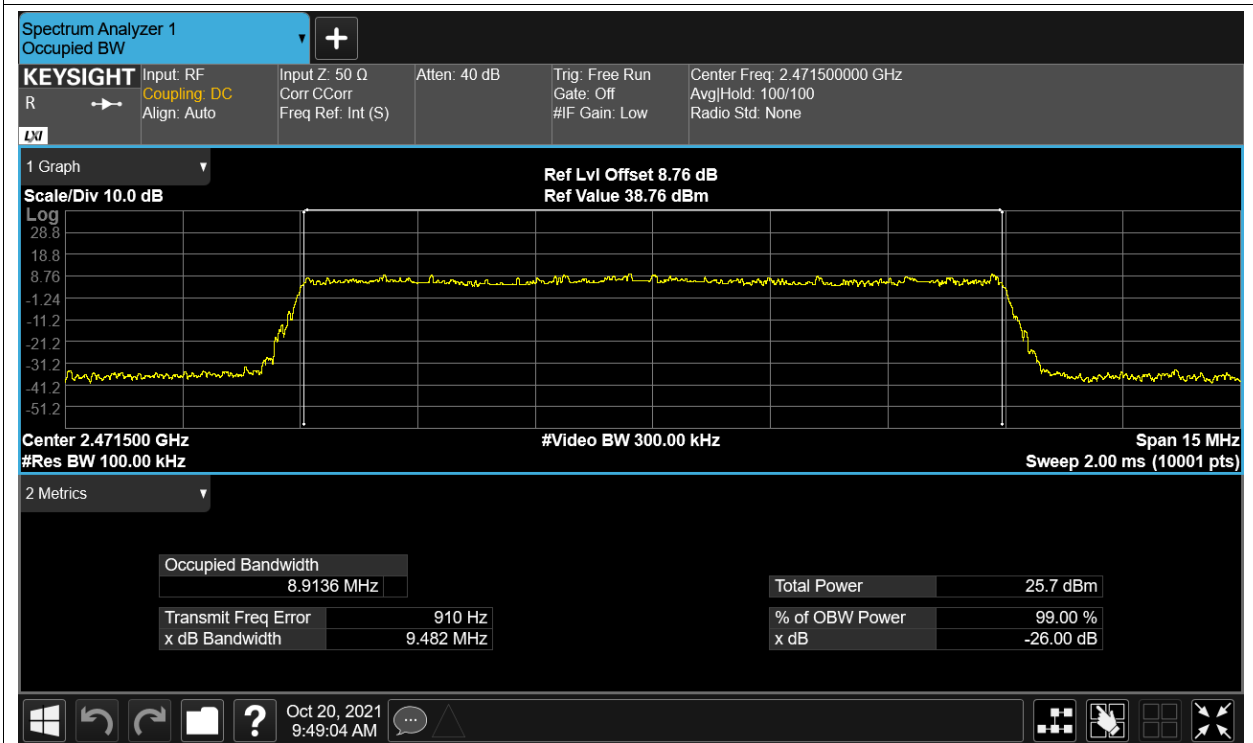 Spectrum Analyzer 1
Occupied BW
KEYSIGHT
R
LXI
Input: RF
Coupling: DC
Align: Auto
Input Z: 50 Ω
Corr CCorr
Freq Ref: Int (S)
Atten: 40 dB
Trig: Free Run
Gate: Off
#IF Gain: Low
Center Freq: 2.471500000 GHz
Avg|Hold: 100/100
Radio Std: None
1 Graph
Scale/Div 10.0 dB
Ref Lvl Offset 8.76 dB
Ref Value 38.76 dBm
Log
28.8
18.8
8.76
-1.24
-11.2
-21.2
-31.2
-41.2
-51.2
Center 2.471500 GHz
#Res BW 100.00 kHz
#Video BW 300.00 kHz
Span 15 MHz
Sweep 2.00 ms (10001 pts)
2 Metrics
Occupied Bandwidth
8.9136 MHz
Transmit Freq Error 910 Hz
x dB Bandwidth 9.482 MHz
Total Power 25.7 dBm
% of OBW Power 99.00 %
x dB -26.00 dB
?
Oct 20, 2021
9:49:04 AM